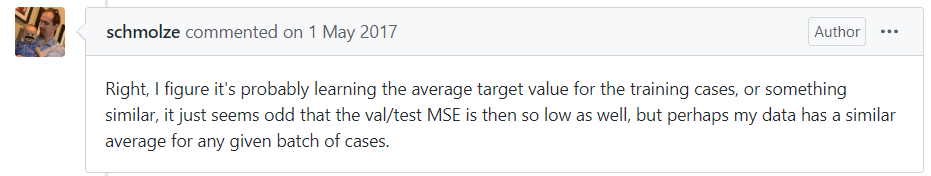 schmolze commented on 1 May 2017
Author
Right, I figure it's probably learning the average target value for the training cases, or something
similar, it just seems odd that the val/test MSE is then so low as well, but perhaps my data has a similar
average for any given batch of cases.